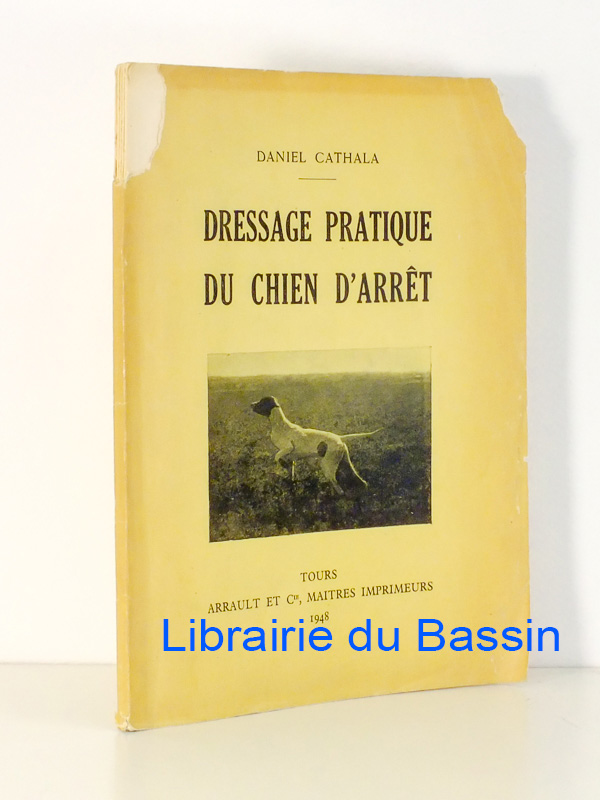 DANIEL CATHALA
DRESSAGE PRATIQUE
DU CHIEN D'ARRÊT
TOURS
ARRAULT ET Cie, MAITRES IMPRIMEURS
1948
Librairie du Bassin